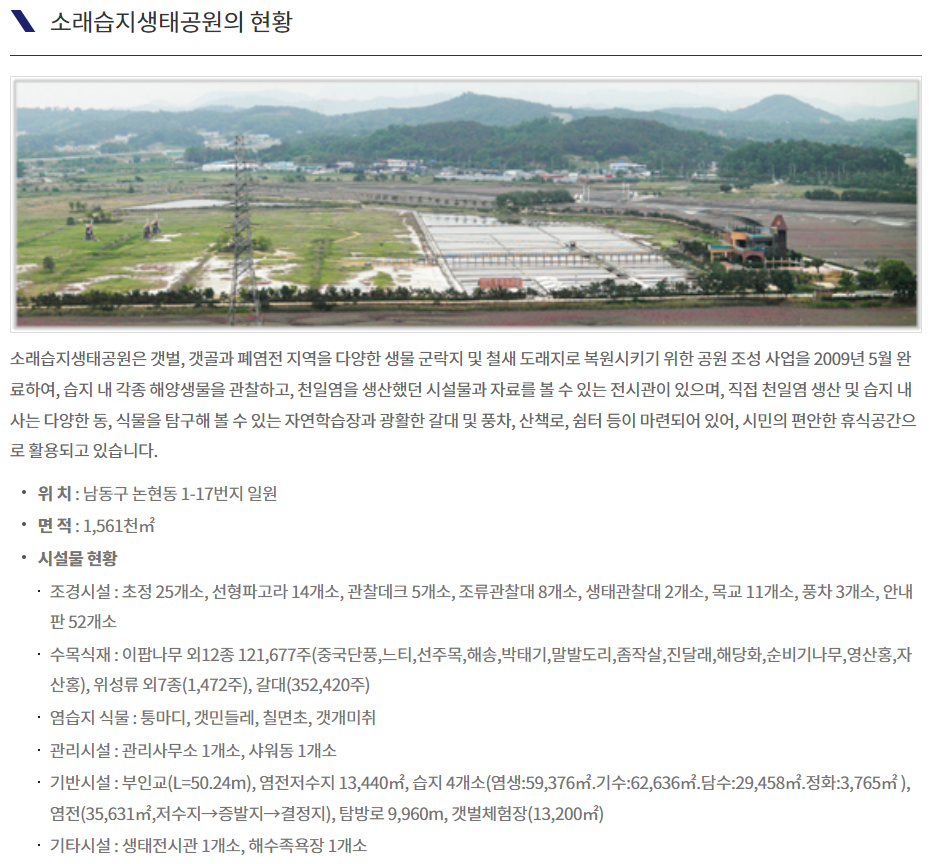 소래습지생태공원의 현황
소래습지생태공원은 갯벌, 갯골과 폐염전 지역을 다양한 생물 군락지 및 철새 도래지로 복원시키기 위한 공원 조성 사업을 2009년 5월 완
료하여, 습지 내 각종 해양생물을 관찰하고, 천일염을 생산했던 시설물과 자료를 볼 수 있는 전시관이 있으며, 직접 천일염 생산 및 습지 내
사는 다양한 동, 식물을 탐구해 볼 수 있는 자연학습장과 광활한 갈대 및 풍차, 산책로, 쉼터 등이 마련되어 있어, 시민의 편안한 휴식공간으
로 활용되고 있습니다.
• 위 치 : 남동구 논현동 1-17번지 일원
• 면 적 : 1,561천㎡
• 시설물 현황
· 조경시설 : 초정 25개소, 선형파고라 14개소, 관찰데크 5개소, 조류관찰대 8개소, 생태관찰대 2개소, 목교 11개소, 풍차 3개소, 안내
판 52개소
· 수목식재 : 이팝나무 외12종 121,677주(중국단풍,느티,선주목,해송,박태기,말발도리,좀작살,진달래,해당화,순비기나무,영산홍,자
산홍), 위성류 외7종(1,472주), 갈대(352,420주)
· 염습지 식물 : 퉁마디, 갯민들레, 칠면초, 갯개미취
· 관리시설 : 관리사무소 1개소, 샤워동 1개소
· 기반시설 : 부인교(L=50.24m), 염전저수지 13,440㎡, 습지 4개소(염생:59,376㎡.기수:62,636㎡.담수:29,458㎡.정화:3,765㎡ ),
염전(35,631㎡,저수지→증발지→결정지), 탐방로 9,960m, 갯벌체험장(13,200㎡)
· 기타시설 : 생태전시관 1개소, 해수족욕장 1개소